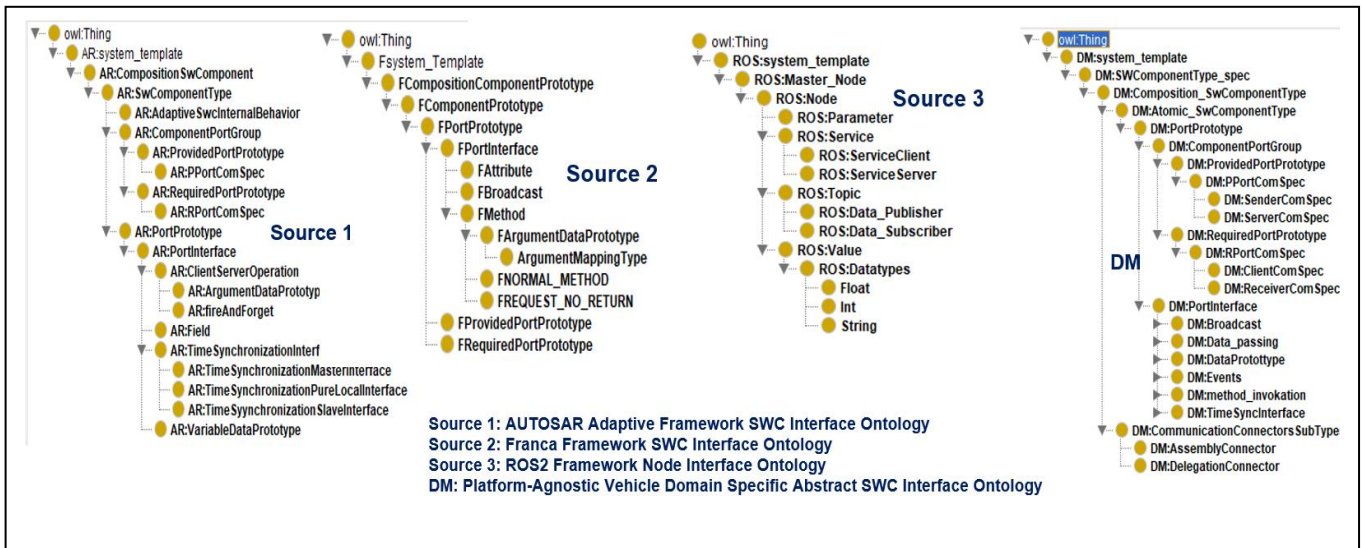 owl:Thing
AR:system_template
AR:CompositionSwComponent
AR:SwComponentType
AR:AdaptiveSwcInternalBehavior
AR:ComponentPortGroup
AR:ProvidedPortPrototype
AR:PPortComSpec
AR:RequiredPortPrototype
AR:RPortComSpec
AR:PortPrototype
Source 1
AR:PortInterface
AR:ClientServerOperation
AR:ArgumentDataPrototyp
AR:fireAndForget
AR:Field
AR:TimeSynchronizationInterf
AR:TimeSynchronizationMasterInterface
AR:TimeSynchronizationPureLocalInterface
AR:TimeSyynchronizationSlaveInterface
AR:VariableDataPrototype
owl:Thing
Fsystem_Template
FCompositionComponentPrototype
FComponentPrototype
FPortPrototype
FPortInterface
FAttribute
Source 2
FBroadcast
FMethod
FArgumentDataPrototype
ArgumentMappingType
FNORMAL_METHOD
FREQUEST_NO_RETURN
FProvidedPortPrototype
FRequiredPortPrototype
owl:Thing
ROS:system_template
ROS:Master_Node
ROS:Node
Source 3
ROS:Parameter
ROS:Service
ROS:ServiceClient
ROS:ServiceServer
ROS:Topic
ROS:Data_Publisher
ROS:Data_Subscriber
ROS:Value
ROS:Datatypes
Float
Int
String
owl:Thing
DM:system_template
DM:SWComponentType_spec
DM:Composition_SwComponentType
DM:Atomic_SwComponentType
DM:PortPrototype
DM:ComponentPortGroup
DM:ProvidedPortPrototype
DM:PPortComSpec
DM:SenderComSpec
DM:ServerComSpec
DM:RequiredPortPrototype
DM:RPortComSpec
DM
DM:ClientComSpec
DM:ReceiverComSpec
DM:PortInterface
DM:Broadcast
DM:Data_passing
DM:DataProtottype
DM:Events
DM:method_invokation
DM:TimeSyncInterface
DM:CommunicationConnectorsSubType
DM:AssemblyConnector
DM:DelegationConnector
Source 1: AUTOSAR Adaptive Framework SWC Interface Ontology
Source 2: Franca Framework SWC Interface Ontology
Source 3: ROS2 Framework Node Interface Ontology
DM: Platform-Agnostic Vehicle Domain Specific Abstract SWC Interface Ontology